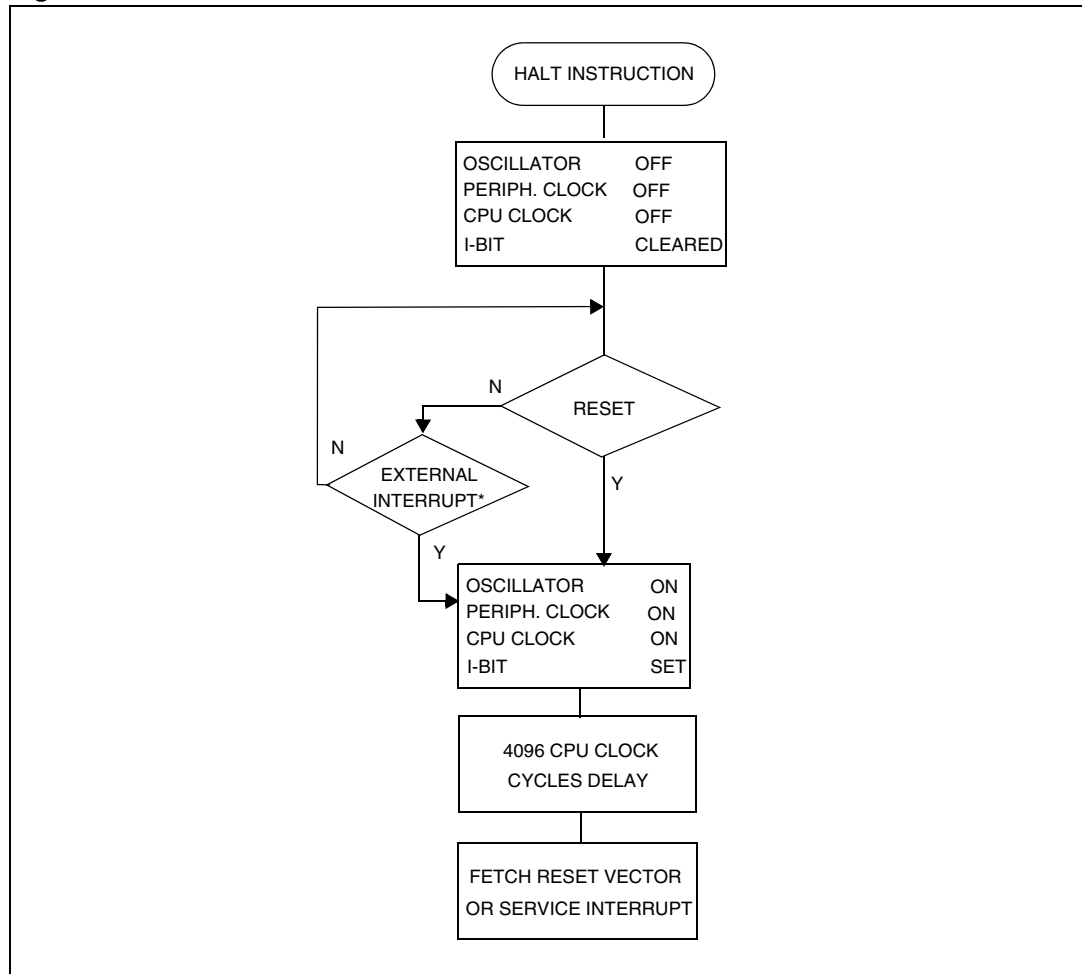 HALT INSTRUCTION
OSCILLATOR OFF
PERIPH. CLOCK OFF
CPU CLOCK OFF
I-BIT CLEARED
N
RESET
N
EXTERNAL
INTERRUPT*
Y
Y
OSCILLATOR ON
PERIPH. CLOCK ON
CPU CLOCK ON
I-BIT SET
4096 CPU CLOCK
CYCLES DELAY
FETCH RESET VECTOR
OR SERVICE INTERRUPT